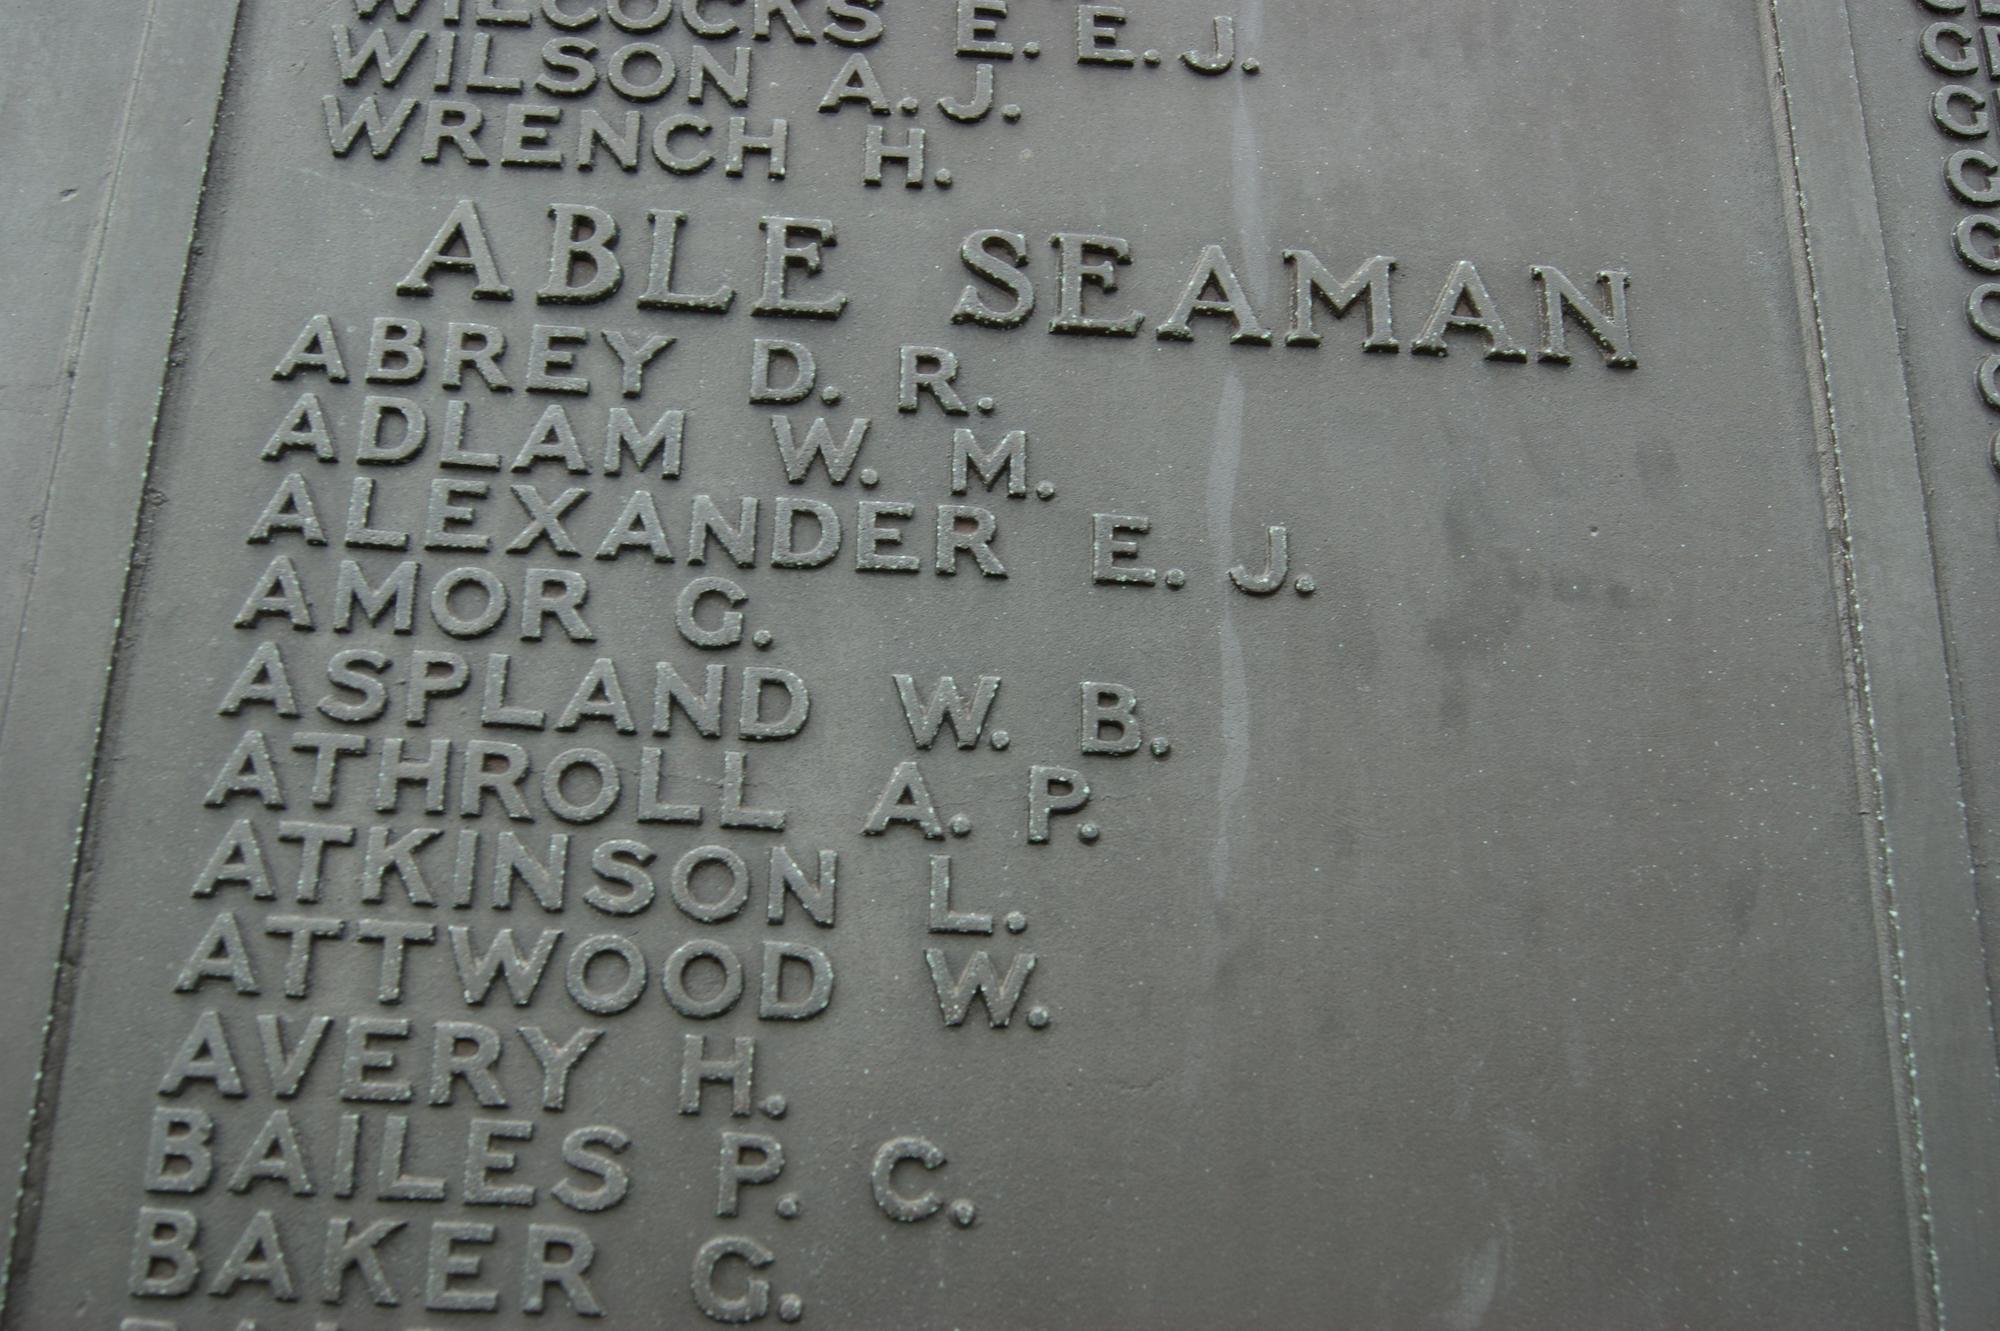 WILCOCKS E. E. J.
WILSON A. J.
WRENCH H.
ABLE SEAMAN
ABREY D. R.
ADLAM W. M.
ALEXANDER E. J.
AMOR G.
ASPLAND W. B.
ATHROLL A. P.
ATKINSON L.
ATTWOOD W.
AVERY H.
BAILES P. C.
BAKER G.